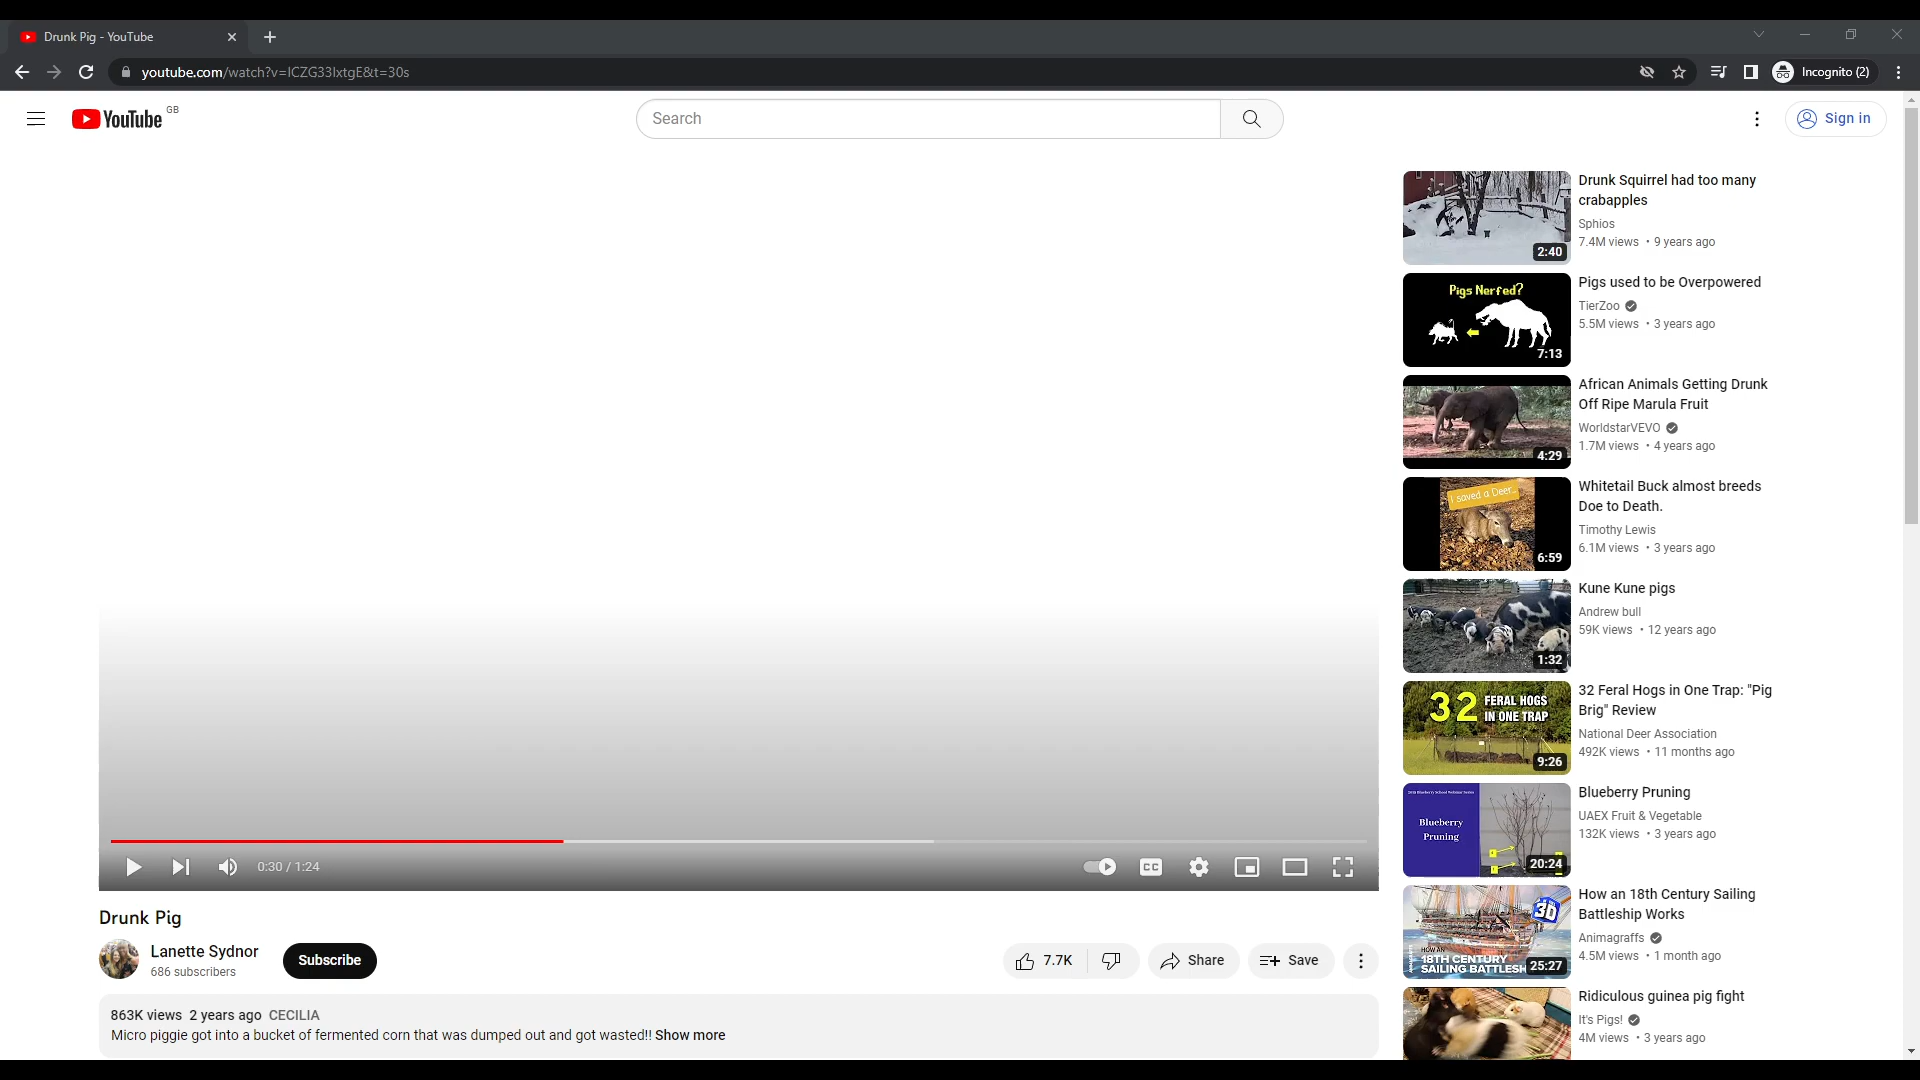 Drunk Pig - YouTube
youtube.com/watch?v=ICZG33IxtgE&t=30s
Incognito (2)
YouTube GB
Search
Sign in
0:30 / 1:24
CC
Drunk Pig
Lanette Sydnor
686 subscribers
Subscribe
7.7K
Share
Save
863K views 2 years ago CECILIA
Micro piggie got into a bucket of fermented corn that was dumped out and got wasted!! Show more
2:40
Drunk Squirrel had too many
crabapples
Sphios
7.4M views • 9 years ago
Pigs Nerfed?
7:13
Pigs used to be Overpowered
TierZoo
5.5M views • 3 years ago
4:29
African Animals Getting Drunk
Off Ripe Marula Fruit
WorldstarVEVO
1.7M views • 4 years ago
I saved a Deer...
6:59
Whitetail Buck almost breeds
Doe to Death.
Timothy Lewis
6.1M views • 3 years ago
1:32
Kune Kune pigs
Andrew bull
59K views • 12 years ago
32 FERAL HOGS
IN ONE TRAP
9:26
32 Feral Hogs in One Trap: "Pig
Brig" Review
National Deer Association
492K views • 11 months ago
Blueberry
Pruning
20:24
Blueberry Pruning
UAEX Fruit & Vegetable
132K views • 3 years ago
3D
HOW AN
18TH CENTURY
SAILING BATTLESH
25:27
How an 18th Century Sailing
Battleship Works
Animagraffs
4.5M views • 1 month ago
Ridiculous guinea pig fight
It's Pigs!
4M views • 3 years ago